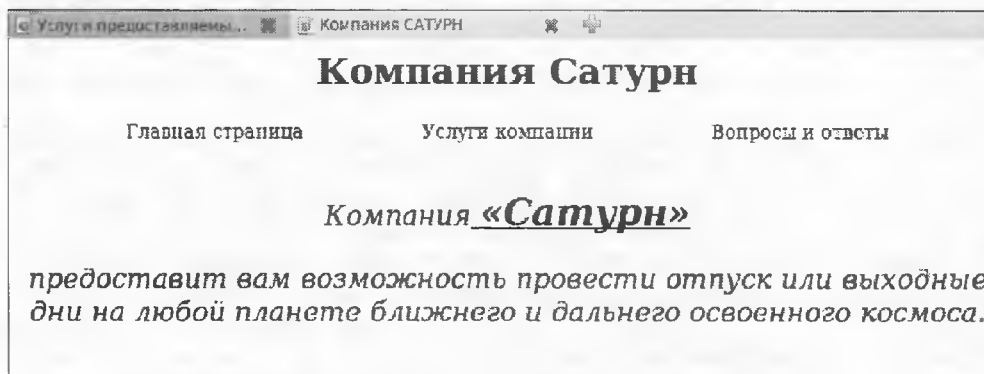 Услуги предоставляемы... Компания САТУРН
Компания Сатурн
Главная страница Услуги компании Вопросы и ответы
Компания «Сатурн»
предоставит вам возможность провести отпуск или выходные
дни на любой планете ближнего и дальнего освоенного космоса.